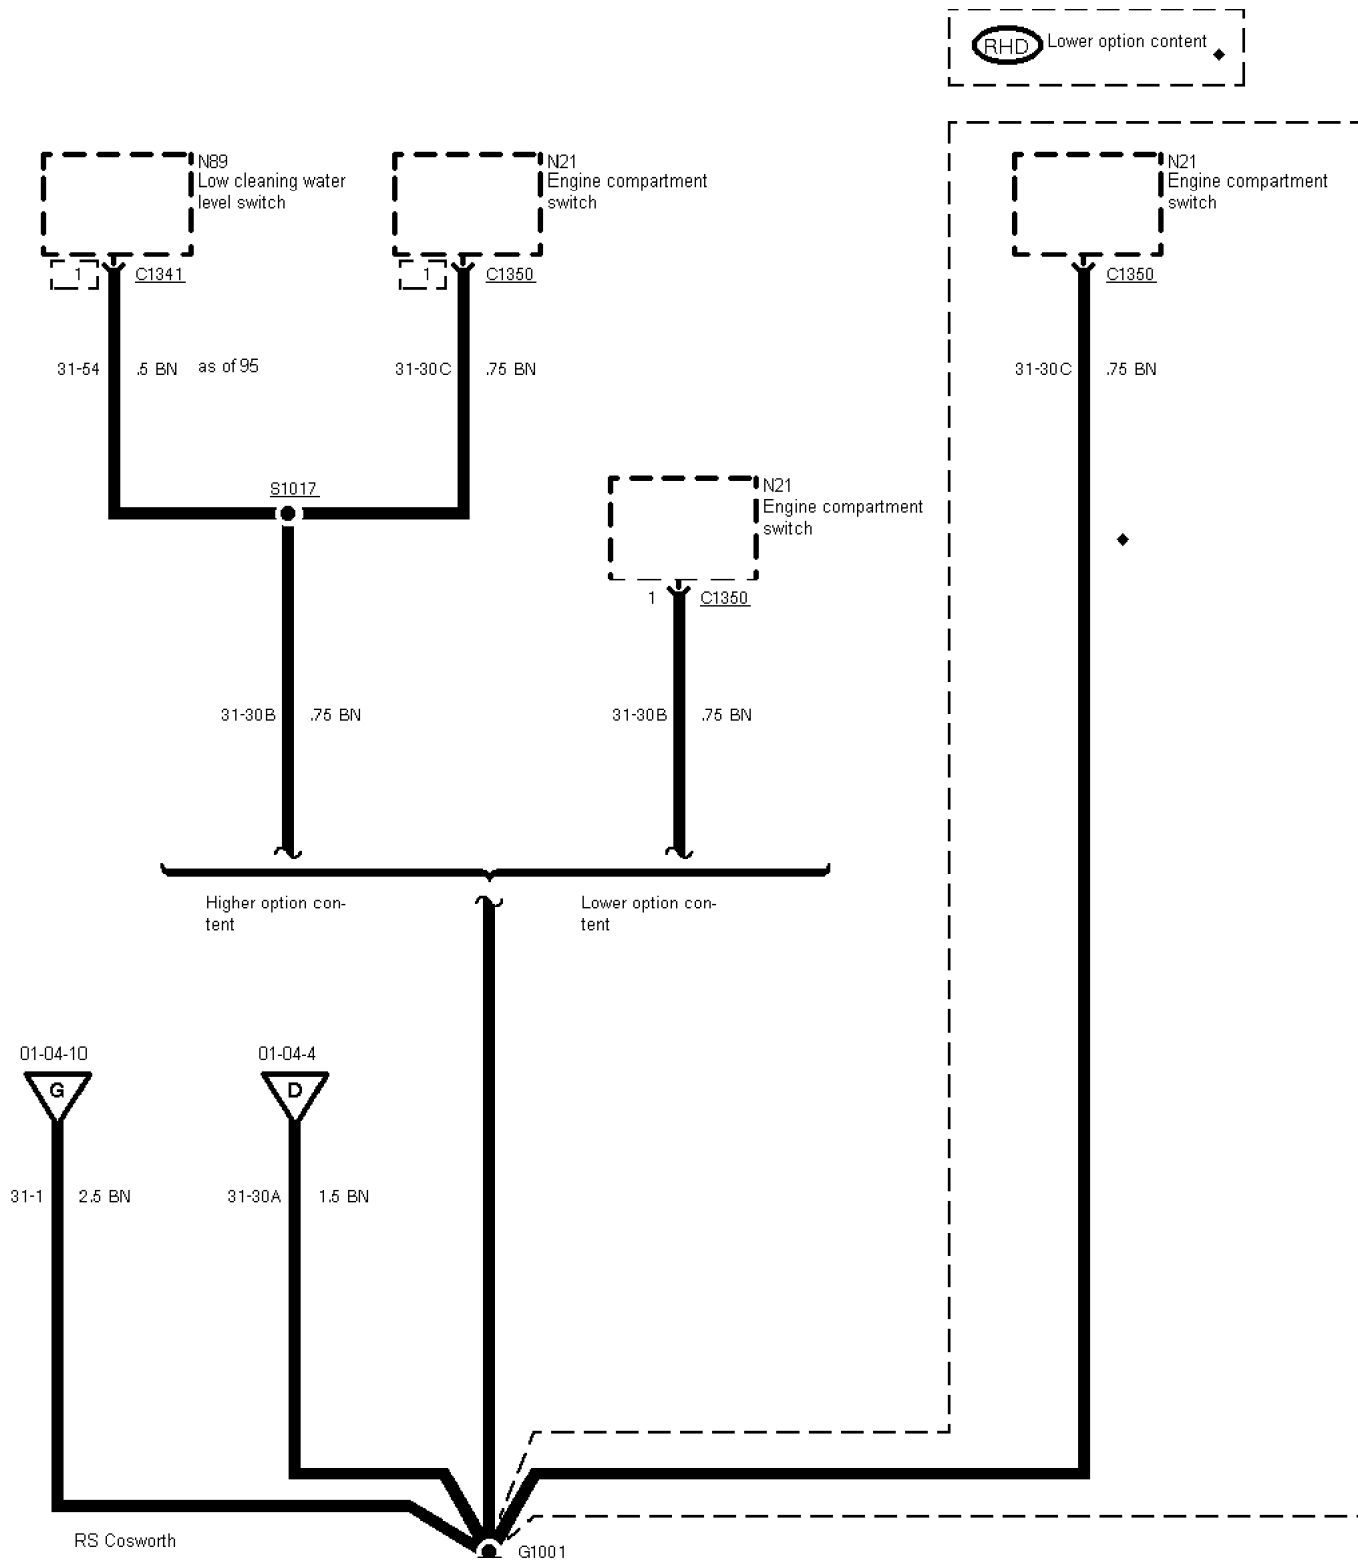 RHD Lower option content
N89
Low cleaning water
level switch
N21
Engine compartment
switch
N21
Engine compartment
switch
1 C1341
1 C1350
C1350
31-54 .5 BN as of 95
31-30C .75 BN
31-30C .75 BN
S1017
N21
Engine compartment
switch
1 C1350
31-30B .75 BN
31-30B .75 BN
Higher option con-
tent
Lower option con-
tent
01-04-10
G
01-04-4
D
31-1 2.5 BN
31-30A 1.5 BN
RS Cosworth
G1001